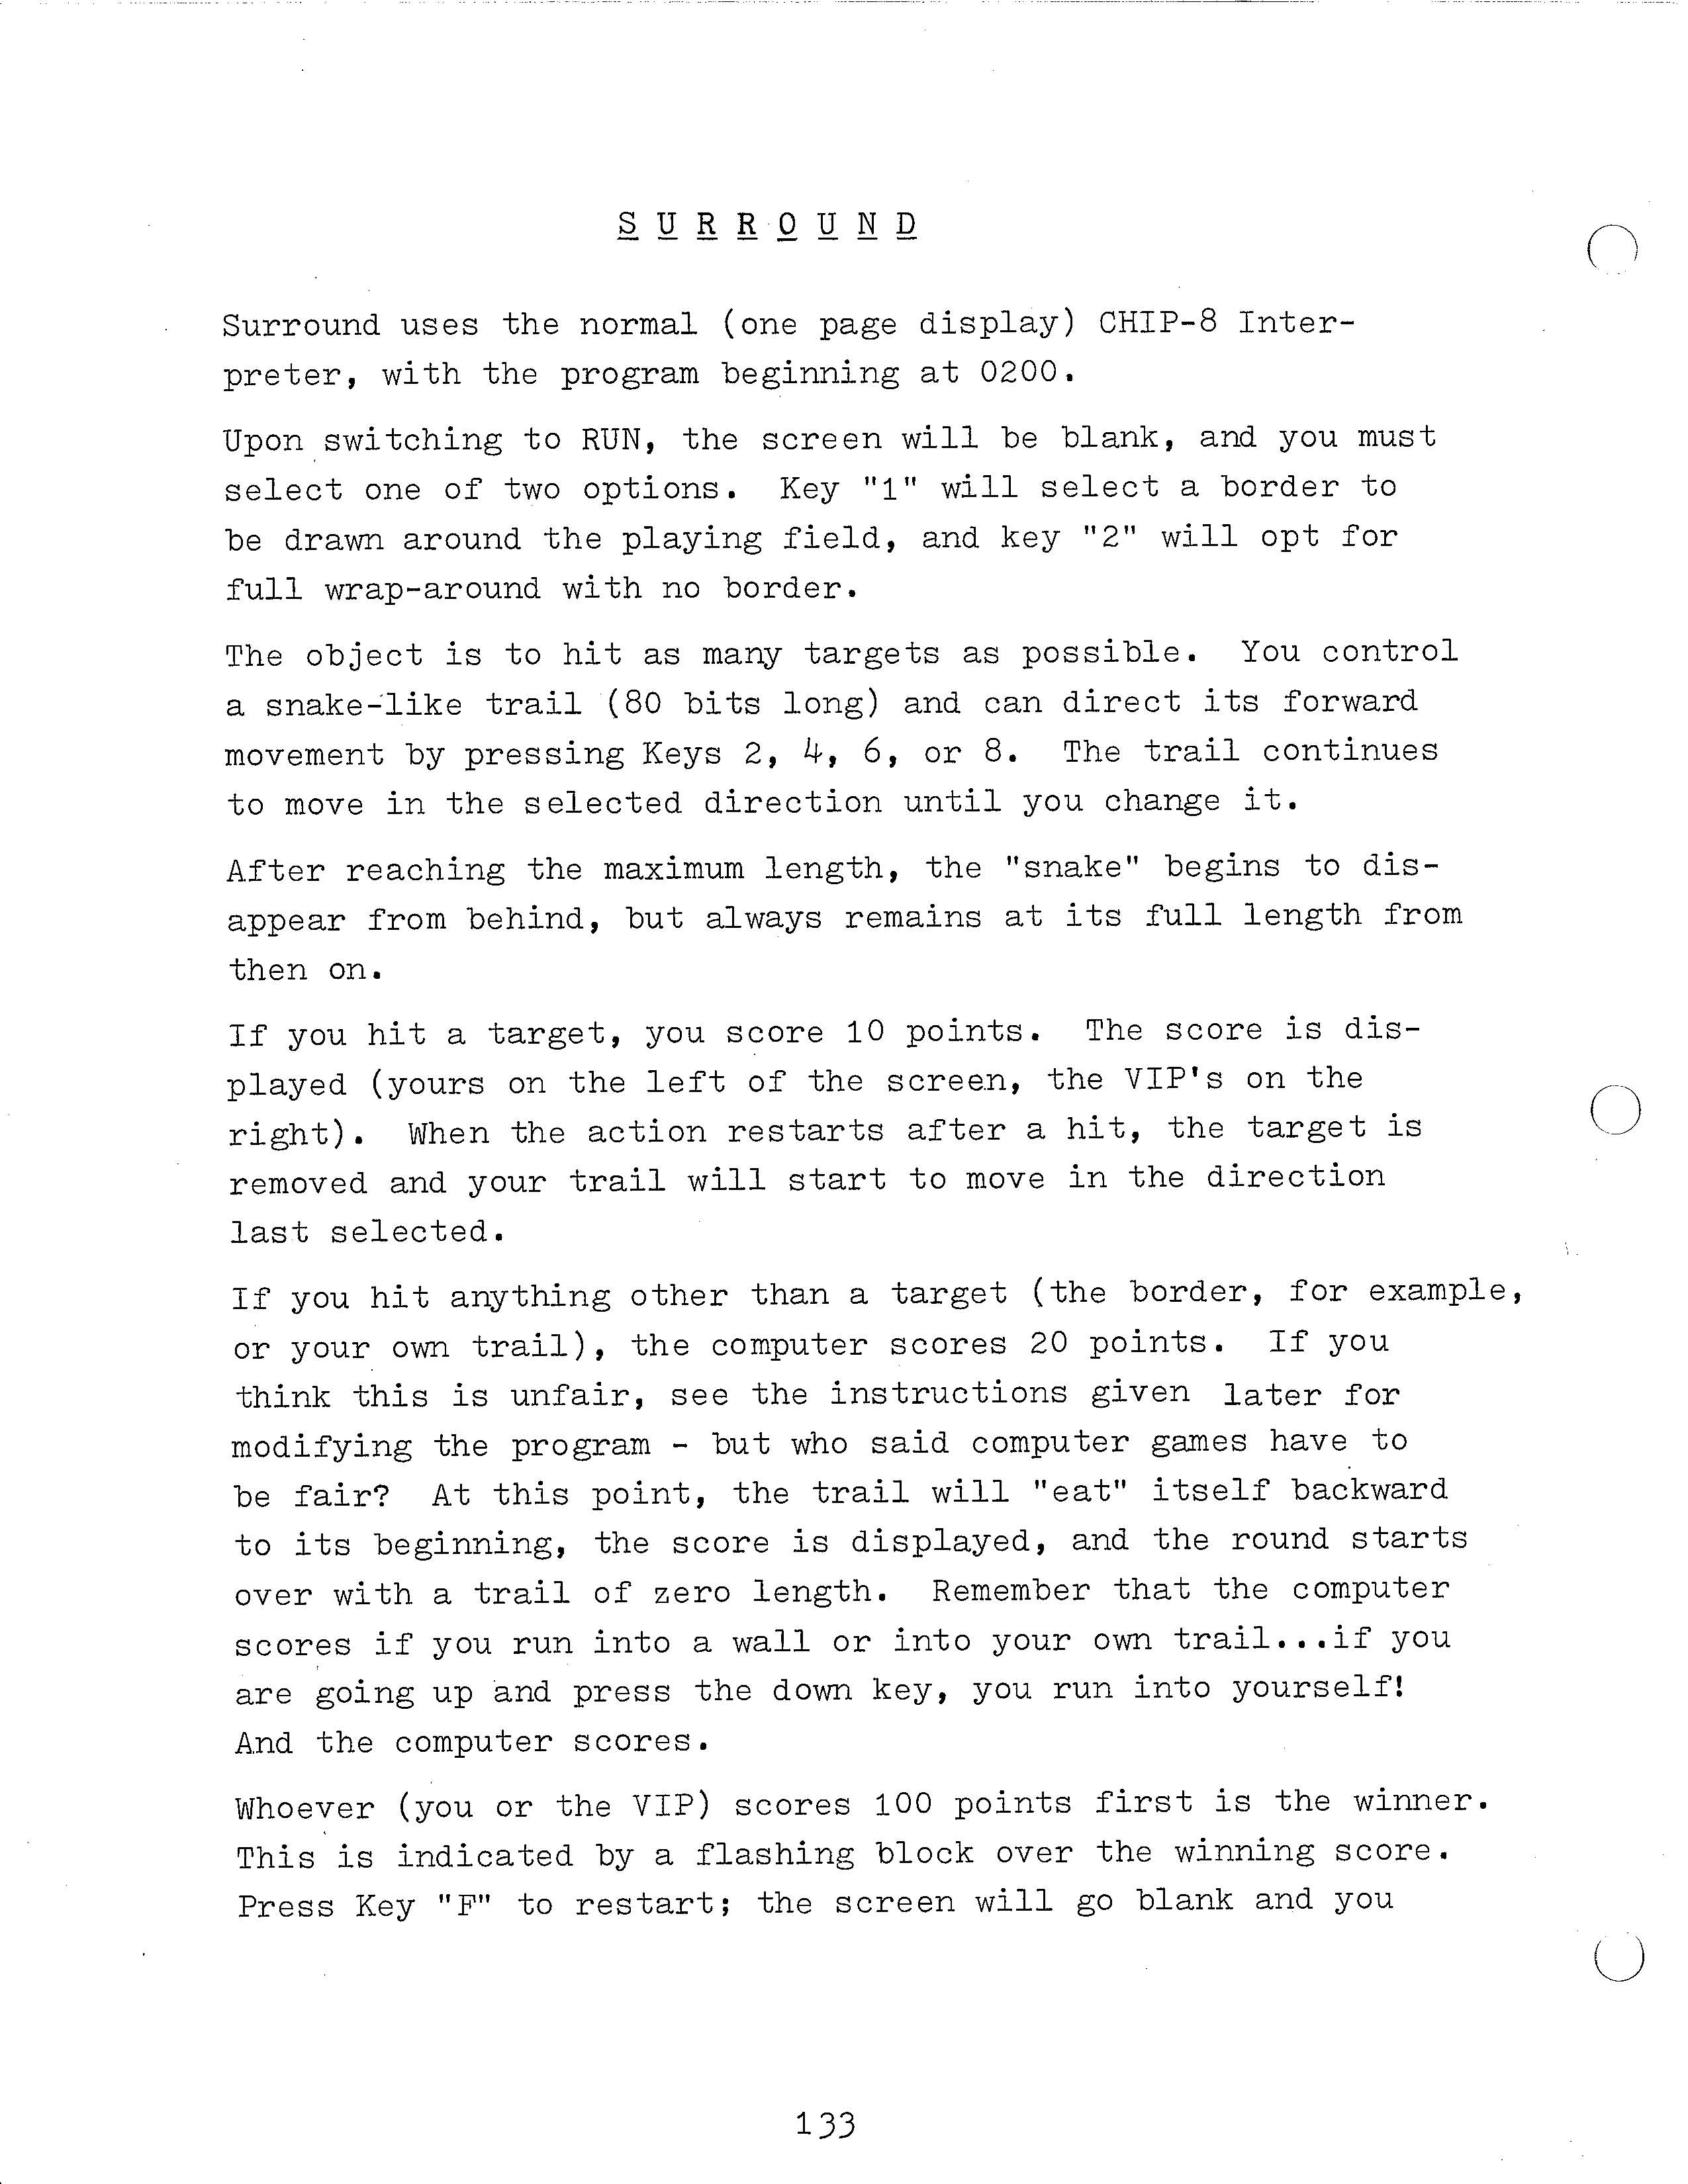 S U R R O U N D
Surround uses the normal (one page display) CHIP-8 Inter-
preter, with the program beginning at 0200.
Upon switching to RUN, the screen will be blank, and you must
select one of two options.  Key "1" will select a border to
be drawn around the playing field, and key "2" will opt for
full wrap-around with no border.
The object is to hit as many targets as possible.  You control
a snake-like trail (80 bits long) and can direct its forward
movement by pressing Keys 2, 4, 6, or 8.  The trail continues
to move in the selected direction until you change it.
After reaching the maximum length, the "snake" begins to dis-
appear from behind, but always remains at its full length from
then on.
If you hit a target, you score 10 points.  The score is dis-
played (yours on the left of the screen, the VIP's on the
right).  When the action restarts after a hit, the target is
removed and your trail will start to move in the direction
last selected.
If you hit anything other than a target (the border, for example,
or your own trail), the computer scores 20 points.  If you
think this is unfair, see the instructions given later for
modifying the program - but who said computer games have to
be fair?  At this point, the trail will "eat" itself backward
to its beginning, the score is displayed, and the round starts
over with a trail of zero length.  Remember that the computer
scores if you run into a wall or into your own trail...if you
are going up and press the down key, you run into yourself!
And the computer scores.
Whoever (you or the VIP) scores 100 points first is the winner.
This is indicated by a flashing block over the winning score.
Press Key "F" to restart; the screen will go blank and you
133